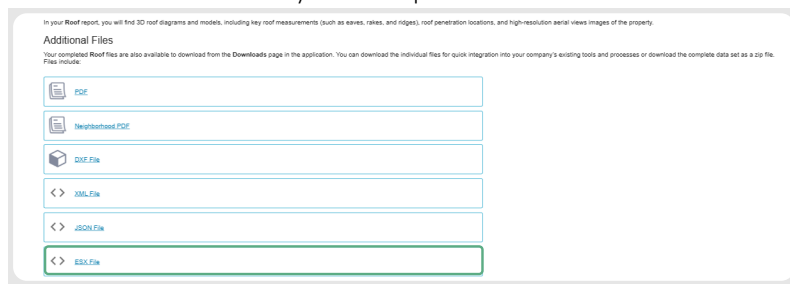 In your Roof report, you will find 3D roof diagrams and models, including key roof measurements (such as eaves, rakes, and ridges), roof penetration locations, and high-resolution aerial views images of the property.
Additional Files
Your completed Roof files are also available to download from the Downloads page in the application. You can download the individual files for quick integration into your company's existing tools and processes or download the complete data set as a zip file.
Files include:
PDF
Neighborhood PDF
DXF File
XML File
JSON File
ESX File